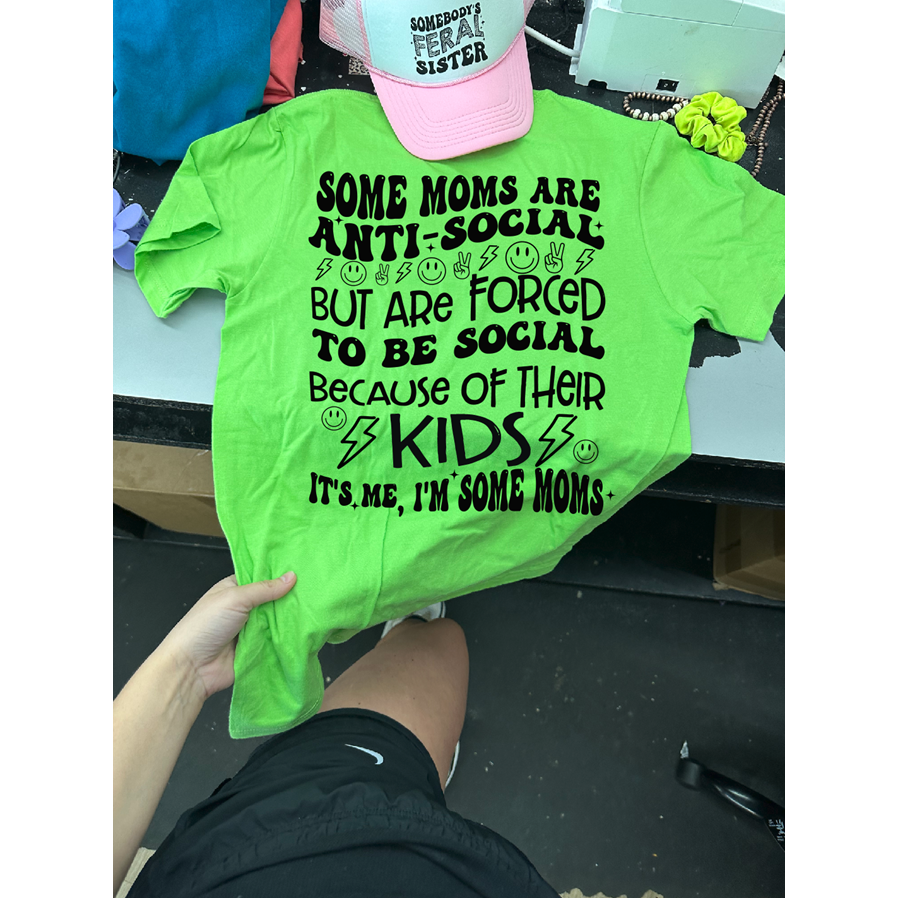 SOMEBODY'S
FERAL
SISTER
SOME MOMS ARE
ANTI-SOCIAL
BUT ARE FORCED
TO BE SOCIAL
BECAUSE OF THEIR
KIDS
IT'S ME, I'M SOME MOMS